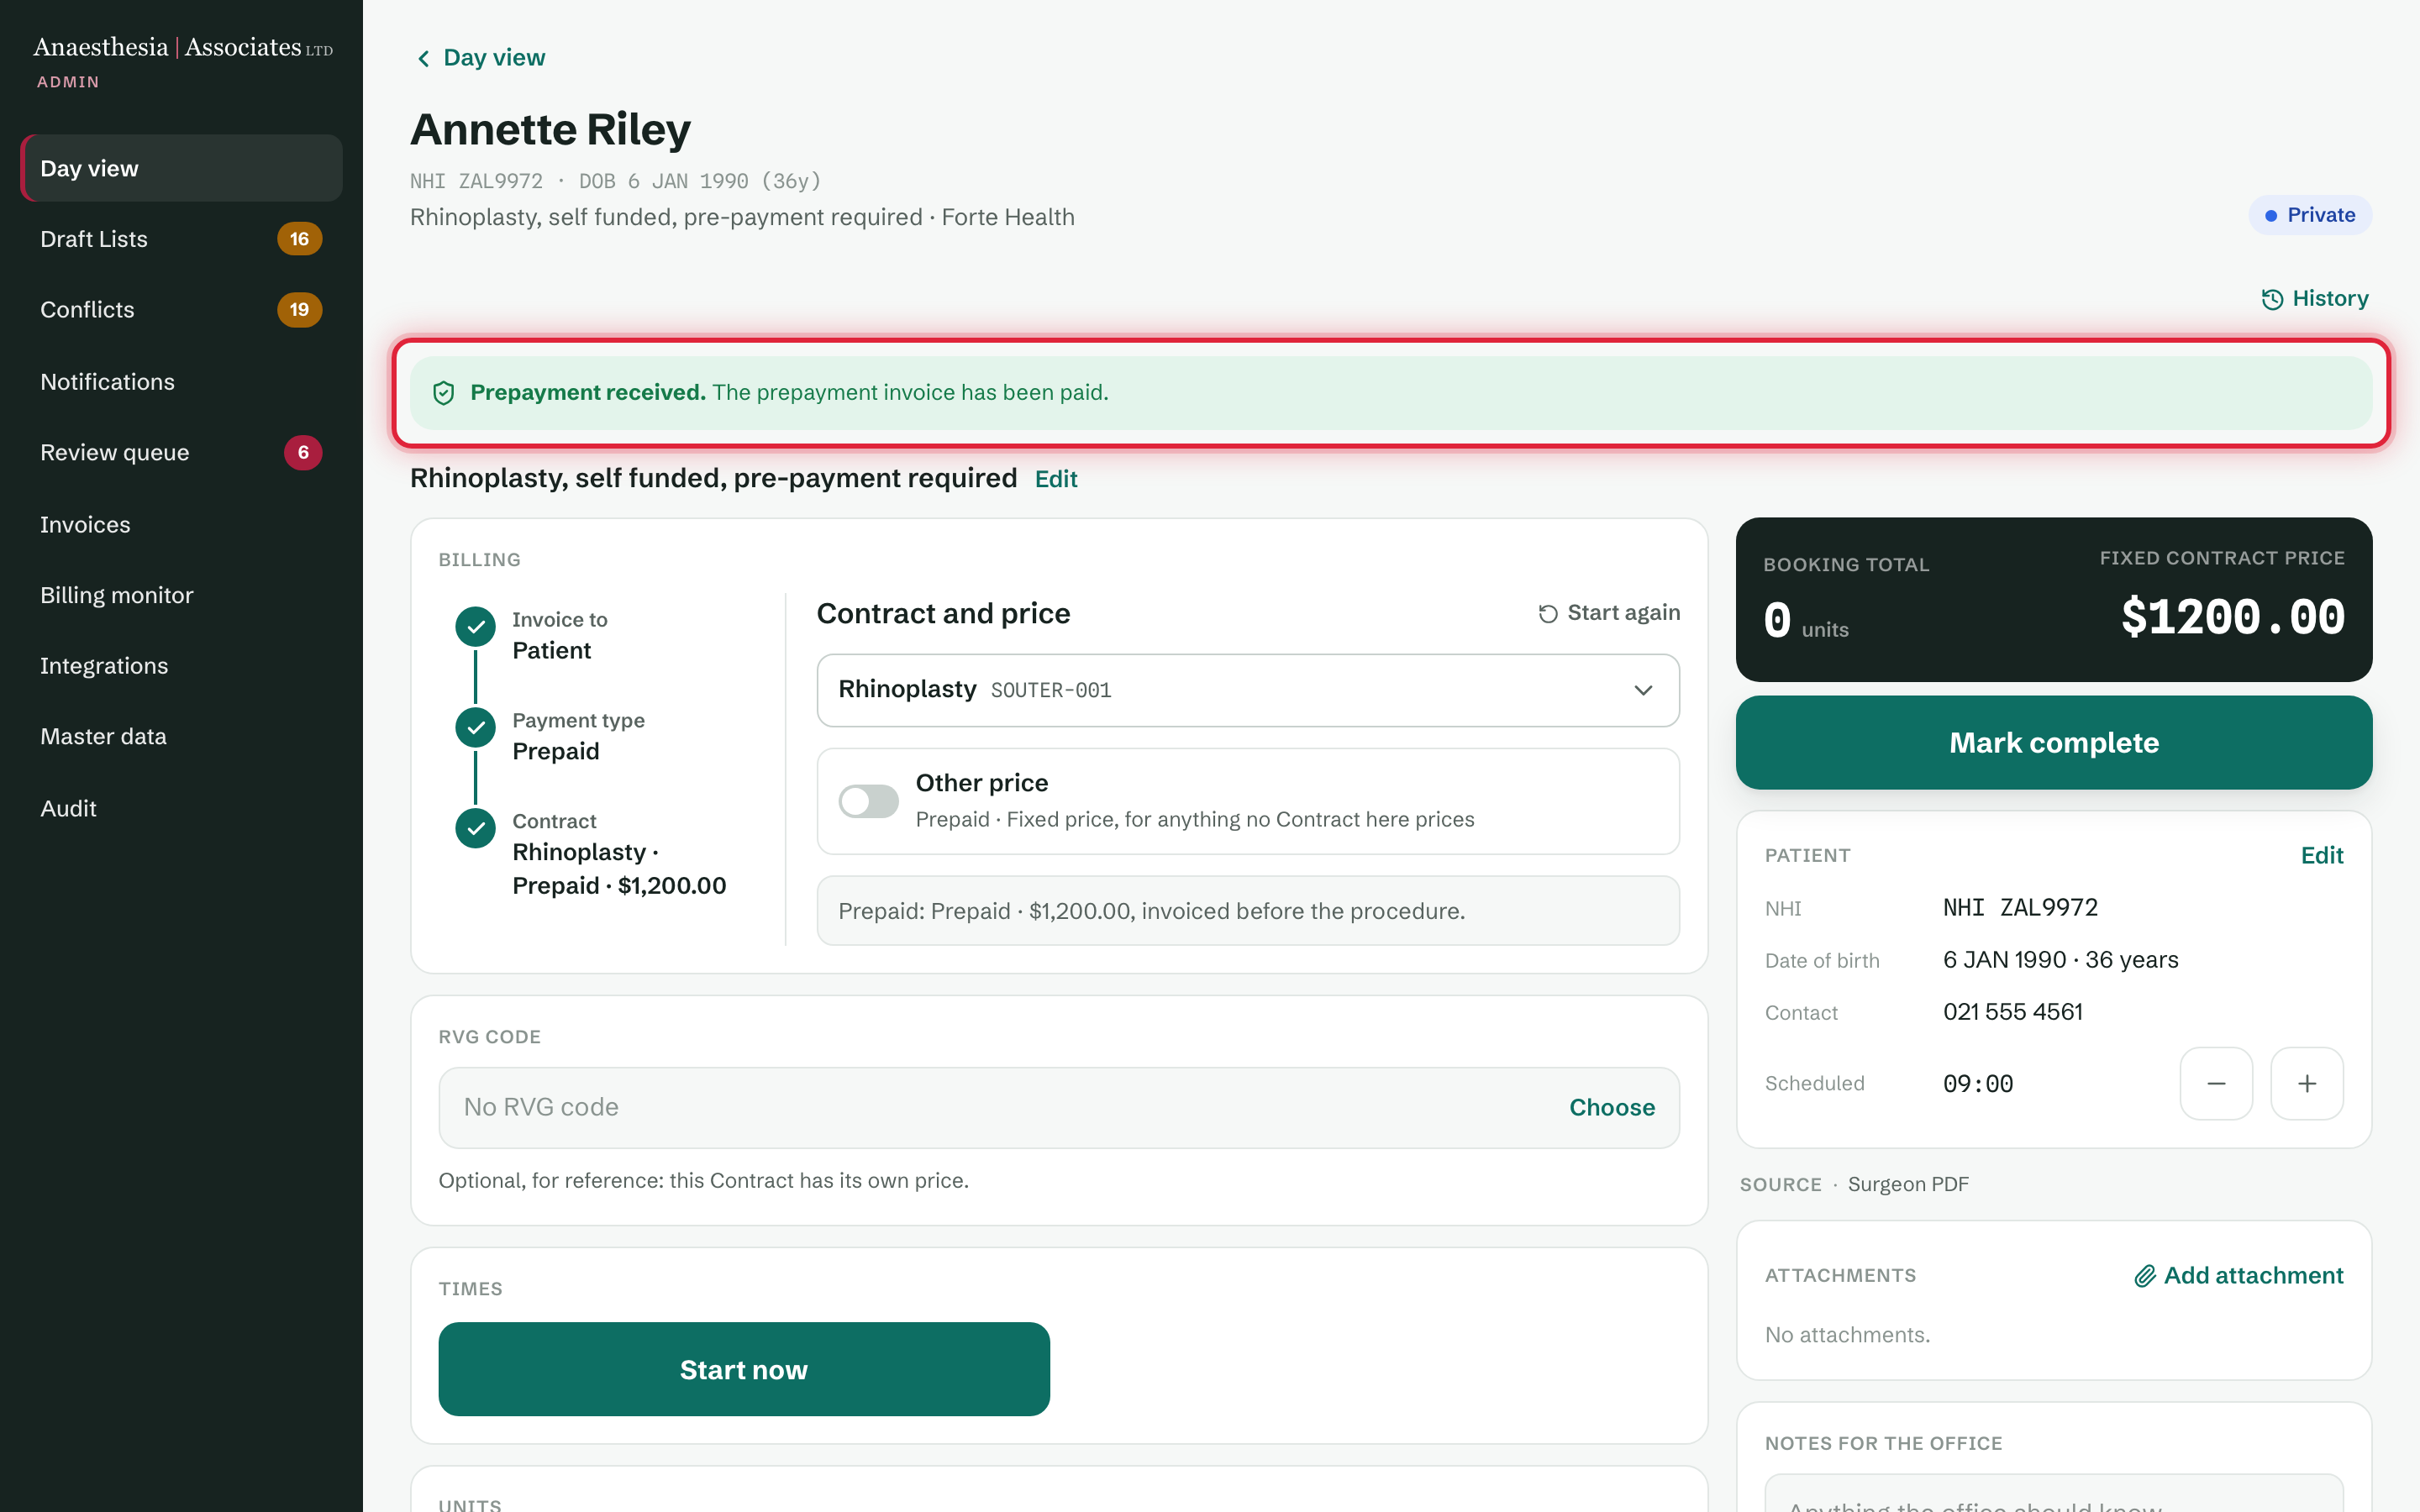 Anaesthesia | Associates LTD
ADMIN
Day view
Draft Lists 16
Conflicts 19
Notifications
Review queue 6
Invoices
Billing monitor
Integrations
Master data
Audit
Day view
Annette Riley
NHI ZAL9972 · DOB 6 JAN 1990 (36y)
Rhinoplasty, self funded, pre-payment required · Forte Health
Private
History
Prepayment received. The prepayment invoice has been paid.
Rhinoplasty, self funded, pre-payment required Edit
BILLING
Invoice to
Patient
Payment type
Prepaid
Contract
Rhinoplasty ·
Prepaid · $1,200.00
Contract and price
Start again
Rhinoplasty SOUTER-001
Other price
Prepaid · Fixed price, for anything no Contract here prices
Prepaid: Prepaid · $1,200.00, invoiced before the procedure.
RVG CODE
No RVG code
Choose
Optional, for reference: this Contract has its own price.
TIMES
Start now
UNITS
BOOKING TOTAL
0 units
FIXED CONTRACT PRICE
$1200.00
Mark complete
PATIENT
Edit
NHI NHI ZAL9972
Date of birth 6 JAN 1990 · 36 years
Contact 021 555 4561
Scheduled 09:00
SOURCE · Surgeon PDF
ATTACHMENTS
Add attachment
No attachments.
NOTES FOR THE OFFICE
Anything the office should know